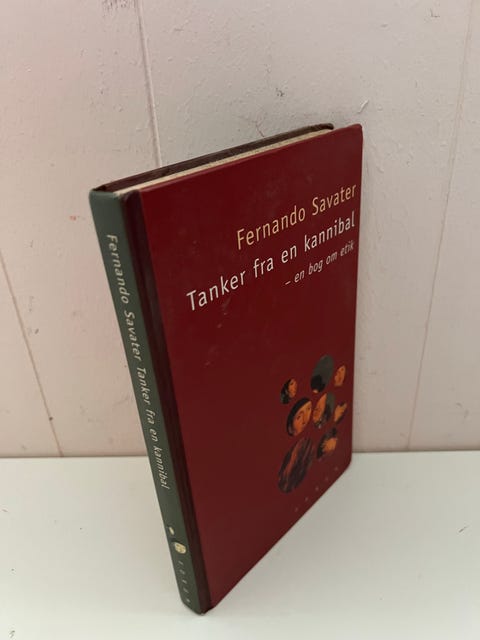 Fernando Savater
Tanker fra en kannibal
– en bog om etik
Fernando Savater Tanker fra en kannibal